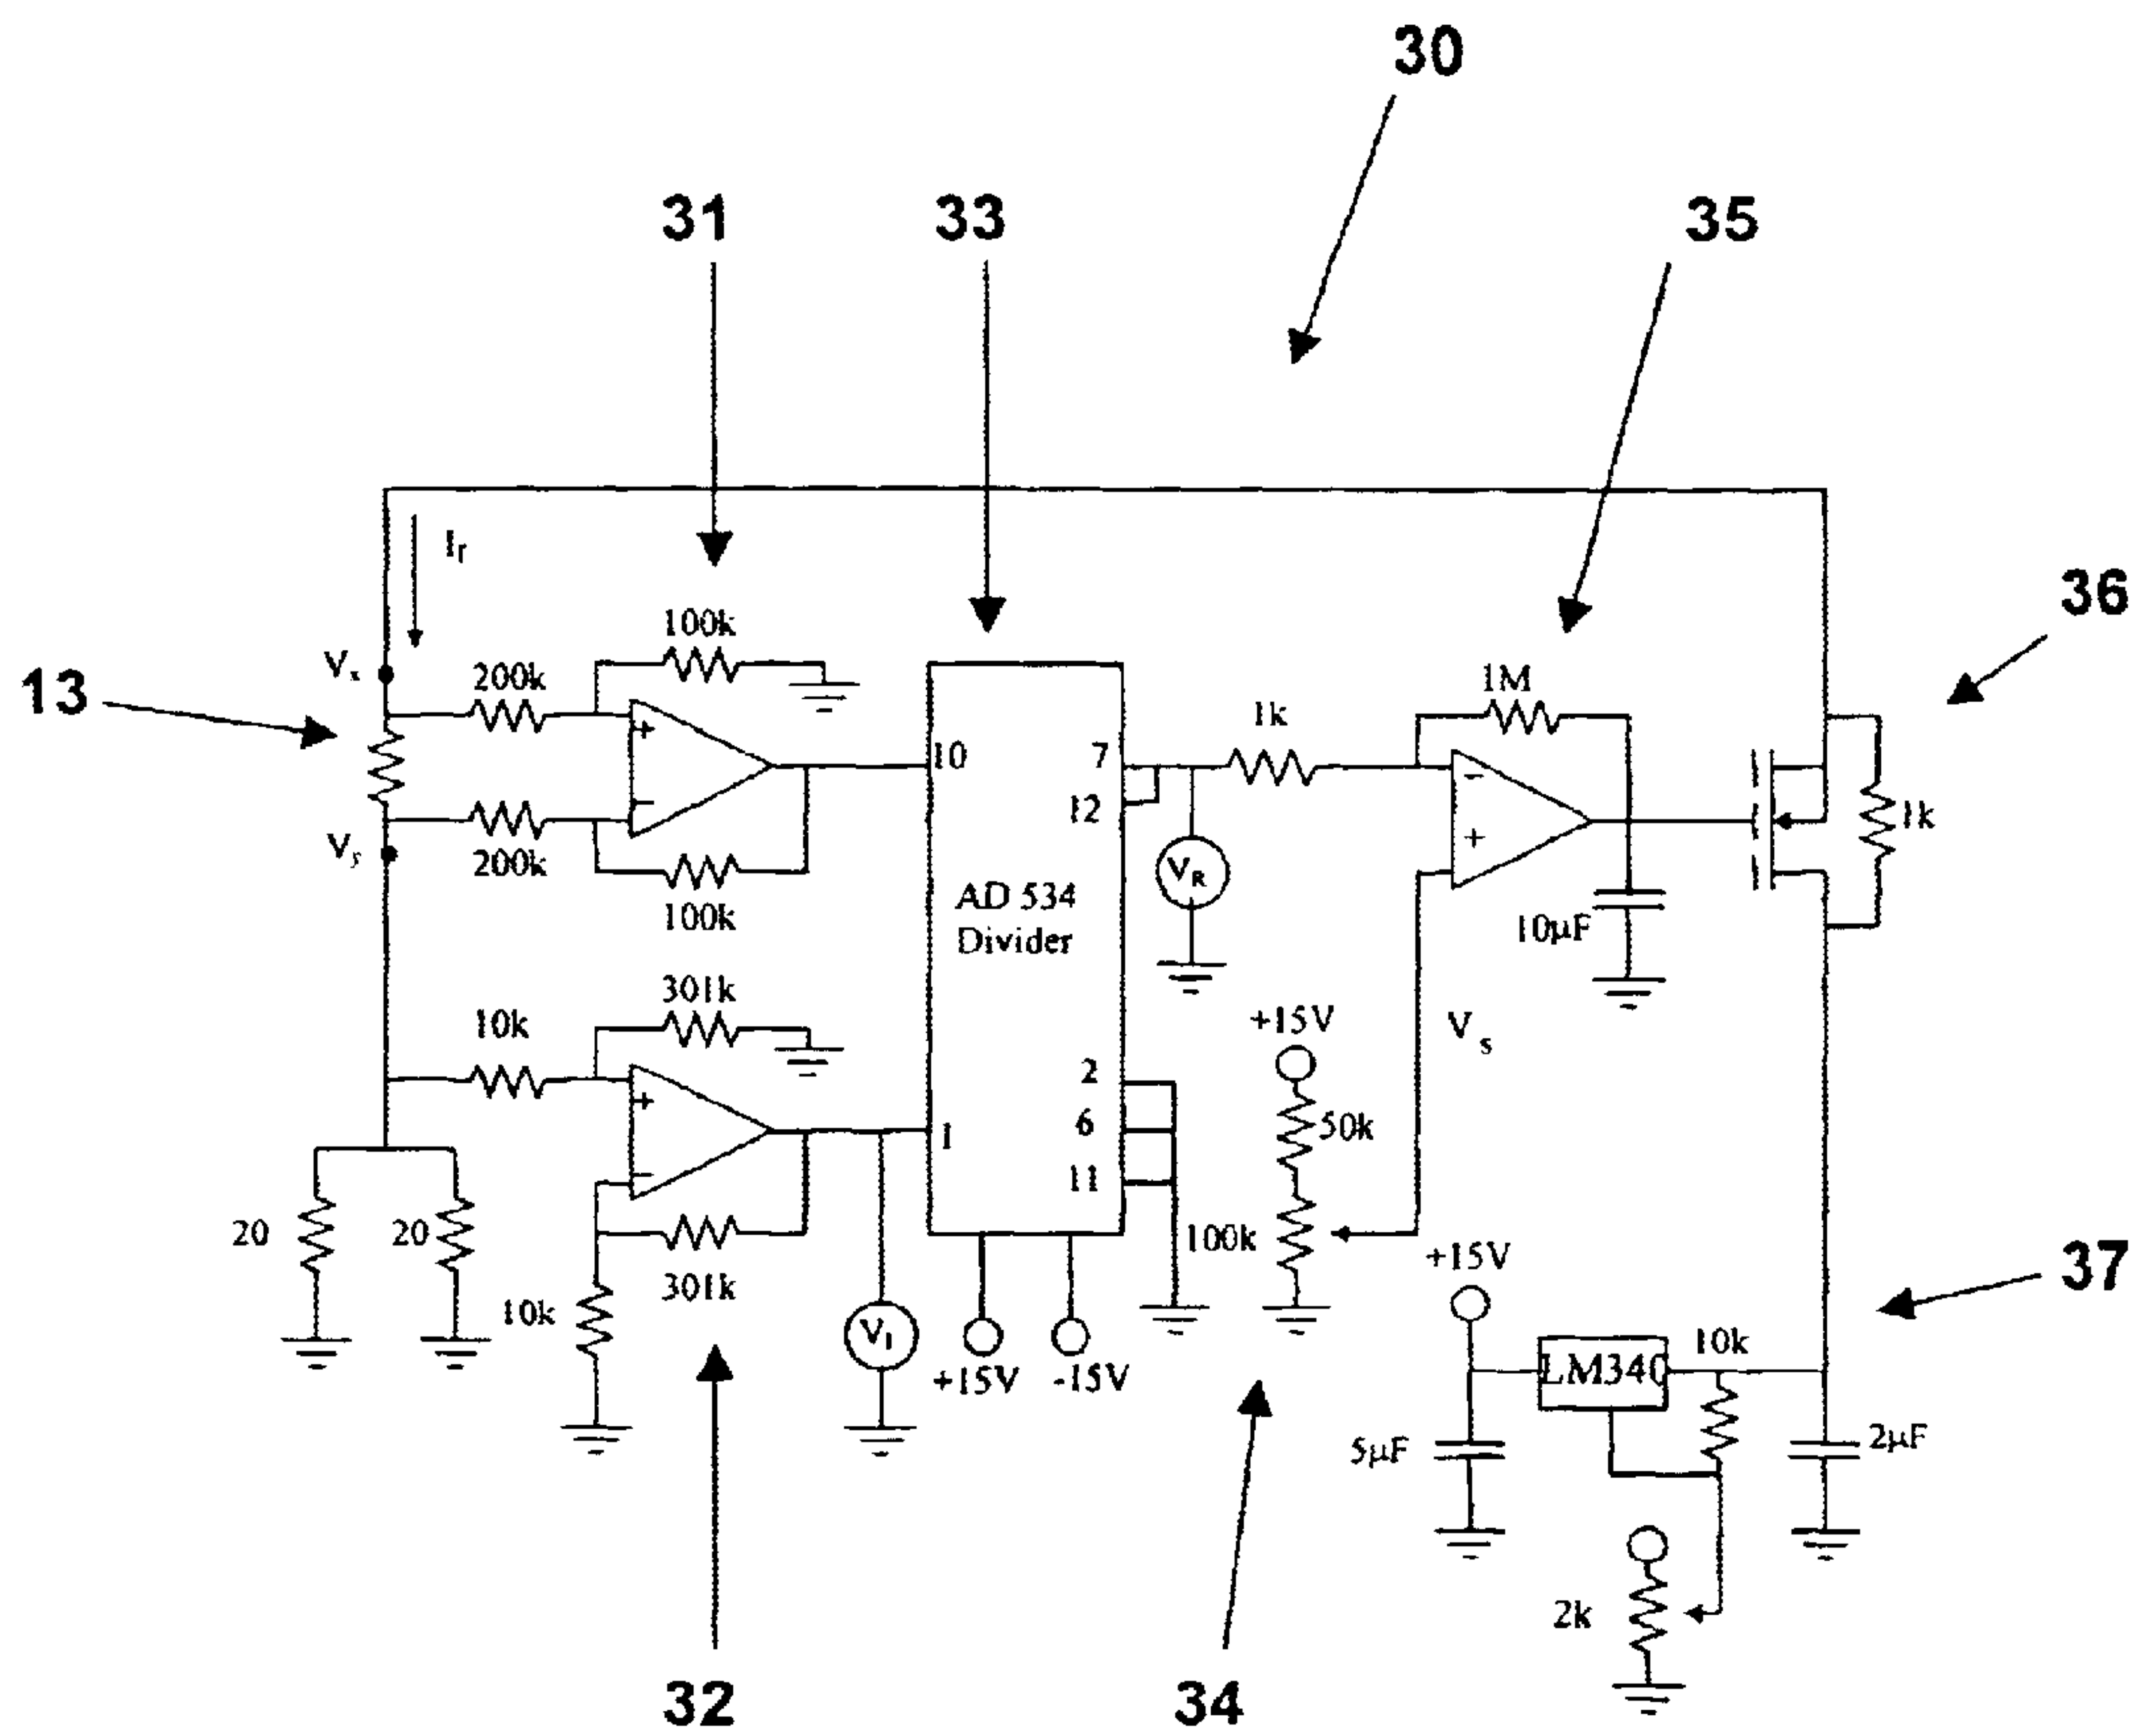 30
31
33
35
36
13
I_f
100k
V_x
200k
1M
1k
10
7
12
1k
V_y
200k
100k
V_R
AD 534
Divider
10µF
301k
10k
+15V
V_s
2
50k
6
1
11
20
20
100k
+15V
37
10k
301k
V_I
+15V
-15V
LM340
10k
5µF
2µF
2k
32
34